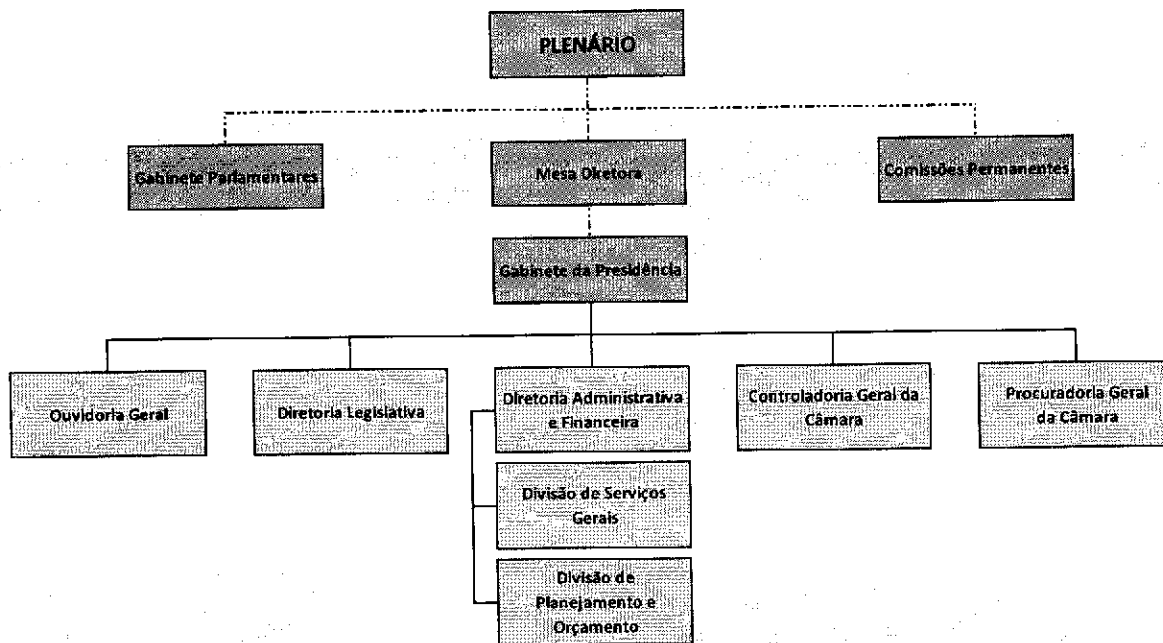 PLENÁRIO
Gabinete Parlamentares
Mesa Diretora
Comissões Permanentes
Gabinete da Presidência
Ouvidoria Geral
Diretoria Legislativa
Diretoria Administrativa
e Financeira
Controladoria Geral da
Câmara
Procuradoria Geral
da Câmara
Divisão de Serviços
Gerais
Divisão de
Planejamento e
Orçamento